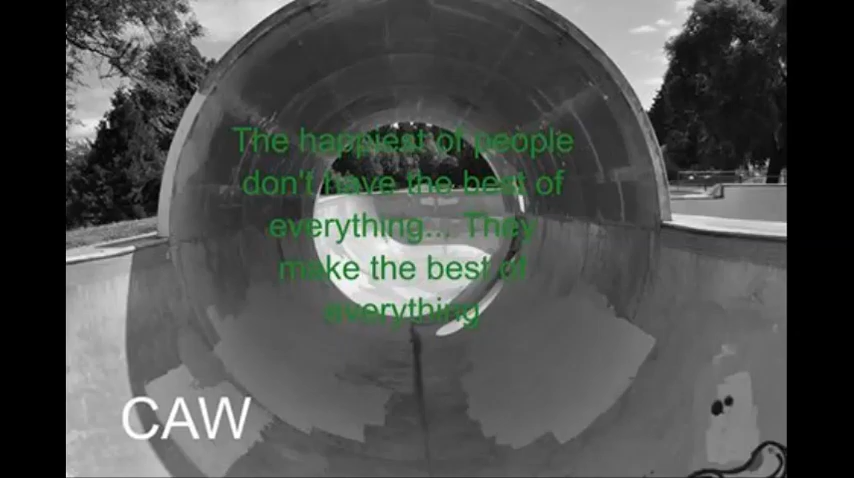 The happiest of people
don't have the best of
everything... They
make the best of
everything.
CAW